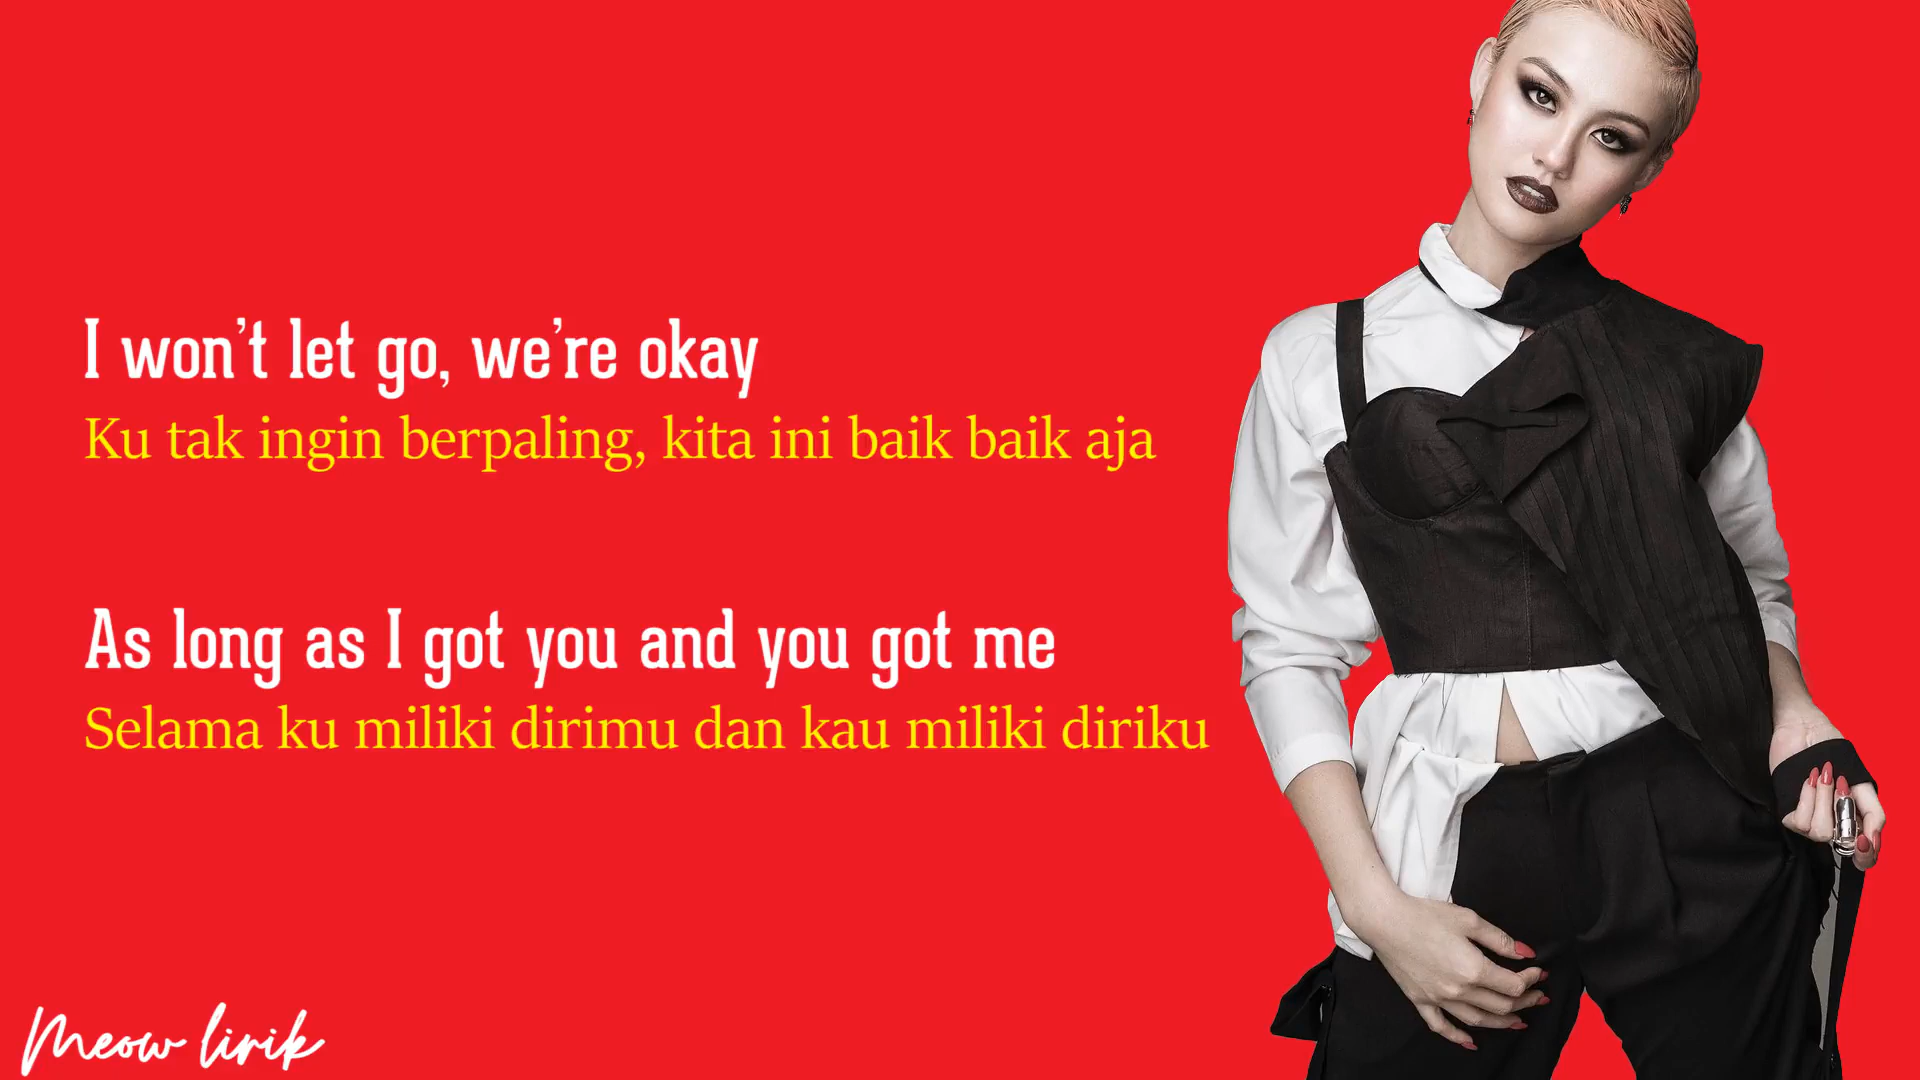 I won't let go, we're okay
Ku tak ingin berpaling, kita ini baik baik aja
As long as I got you and you got me
Selama ku miliki dirimu dan kau miliki diriku
Meow lirik